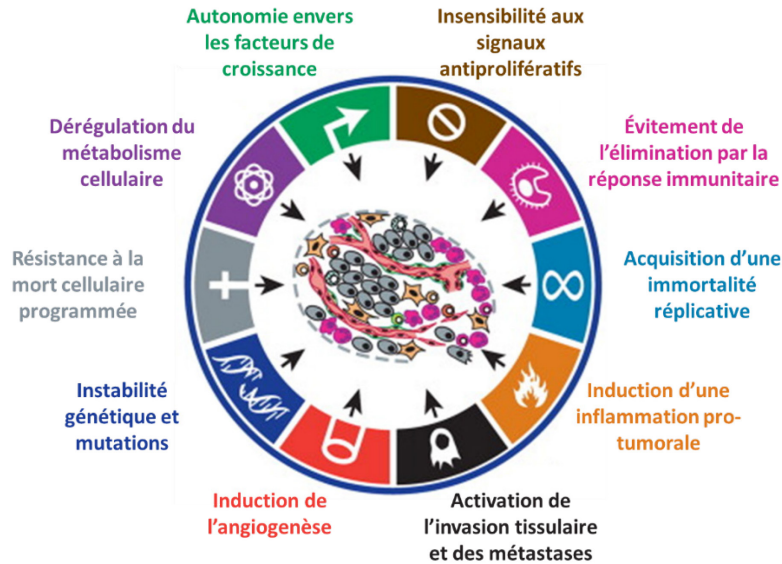 Autonomie envers
les facteurs de
croissance
Insensibilité aux
signaux
antiprolifératifs
Dérégulation du
métabolisme
cellulaire
Évitement de
l’élimination par la
réponse immunitaire
Résistance à la
mort cellulaire
programmée
Acquisition d’une
immortalité
réplicative
Instabilité
génétique et
mutations
Induction d’une
inflammation pro-
tumorale
Induction de
l’angiogenèse
Activation de
l’invasion tissulaire
et des métastases